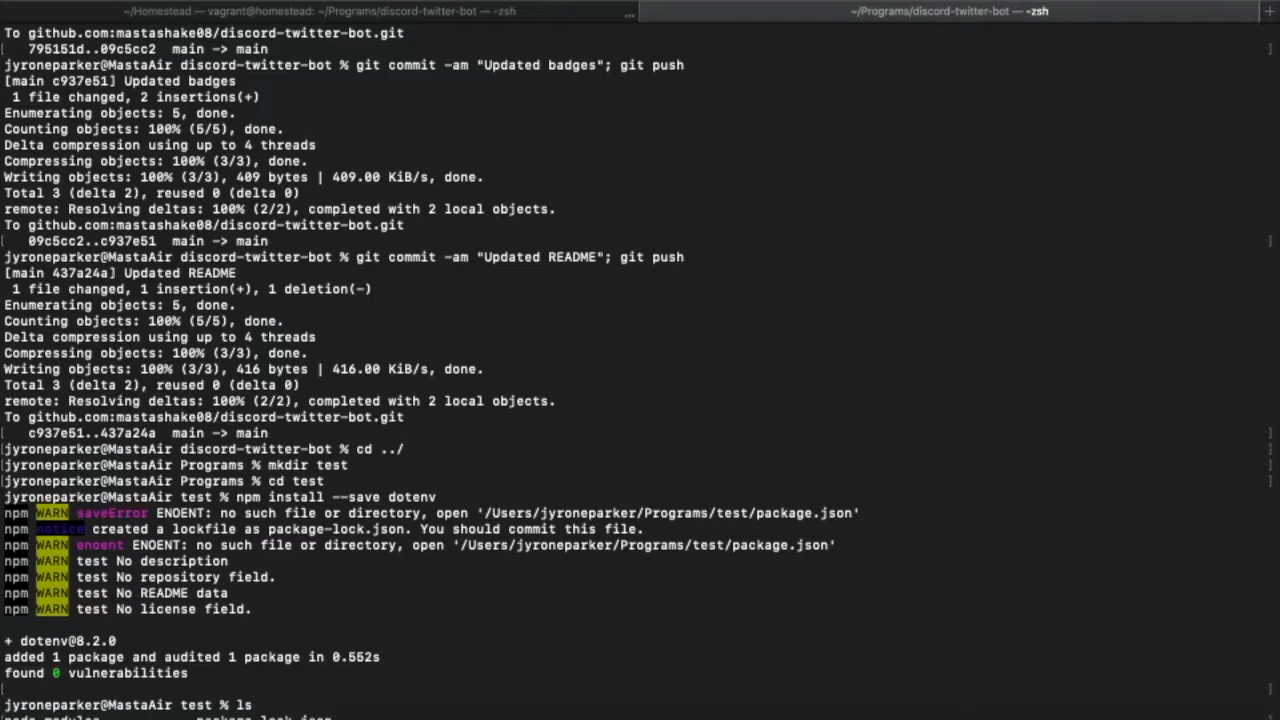 ~/Homestead — vagrant@homestead: ~/Programs/discord-twitter-bot — -zsh
~/Programs/discord-twitter-bot — -zsh
To github.com:mastashake08/discord-twitter-bot.git
795151d..09c5cc2 main -> main
jyroneparker@MastaAir discord-twitter-bot % git commit -am "Updated badges"; git push
[main c937e51] Updated badges
1 file changed, 2 insertions(+)
Enumerating objects: 5, done.
Counting objects: 100% (5/5), done.
Delta compression using up to 4 threads
Compressing objects: 100% (3/3), done.
Writing objects: 100% (3/3), 409 bytes | 409.00 KiB/s, done.
Total 3 (delta 2), reused 0 (delta 0)
remote: Resolving deltas: 100% (2/2), completed with 2 local objects.
To github.com:mastashake08/discord-twitter-bot.git
09c5cc2..c937e51 main -> main
jyroneparker@MastaAir discord-twitter-bot % git commit -am "Updated README"; git push
[main 437a24a] Updated README
1 file changed, 1 insertion(+), 1 deletion(-)
Enumerating objects: 5, done.
Counting objects: 100% (5/5), done.
Delta compression using up to 4 threads
Compressing objects: 100% (3/3), done.
Writing objects: 100% (3/3), 416 bytes | 416.00 KiB/s, done.
Total 3 (delta 2), reused 0 (delta 0)
remote: Resolving deltas: 100% (2/2), completed with 2 local objects.
To github.com:mastashake08/discord-twitter-bot.git
c937e51..437a24a main -> main
jyroneparker@MastaAir discord-twitter-bot % cd ../
jyroneparker@MastaAir Programs % mkdir test
jyroneparker@MastaAir Programs % cd test
jyroneparker@MastaAir test % npm install --save dotenv
npm WARN saveError ENOENT: no such file or directory, open '/Users/jyroneparker/Programs/test/package.json'
npm notice created a lockfile as package-lock.json. You should commit this file.
npm WARN enoent ENOENT: no such file or directory, open '/Users/jyroneparker/Programs/test/package.json'
npm WARN test No description
npm WARN test No repository field.
npm WARN test No README data
npm WARN test No license field.
+ dotenv@8.2.0
added 1 package and audited 1 package in 0.552s
found 0 vulnerabilities
jyroneparker@MastaAir test % ls